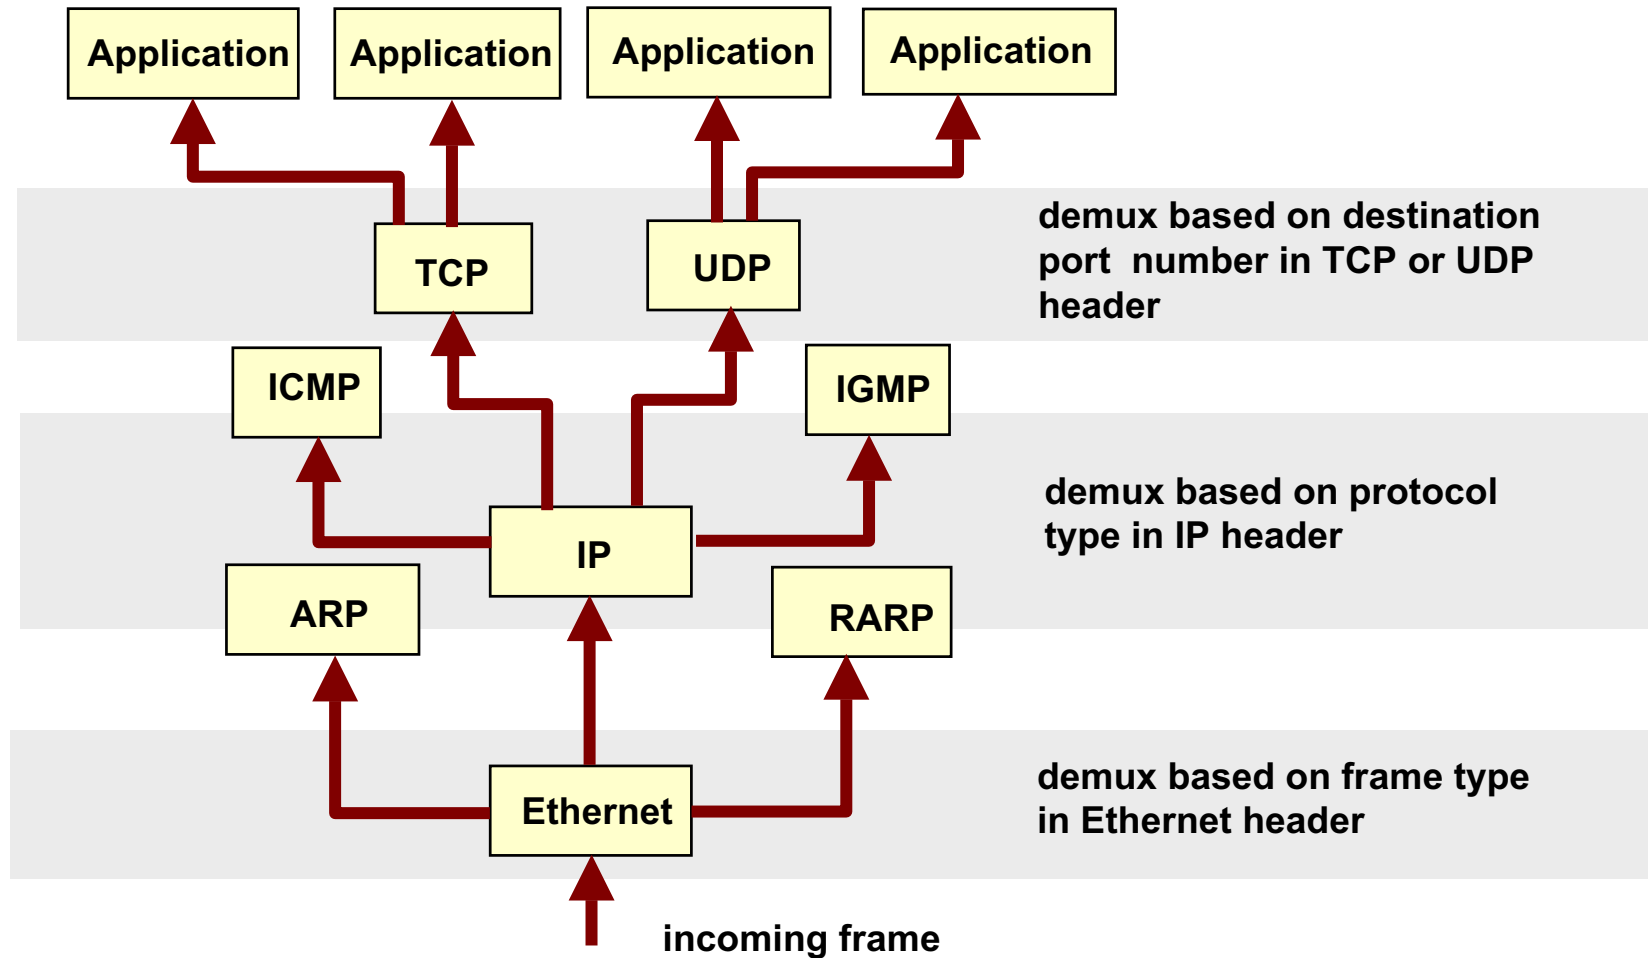 Application
Application
Application
Application
demux based on destination
port number in TCP or UDP
header
TCP
UDP
ICMP
IGMP
demux based on protocol
type in IP header
IP
ARP
RARP
demux based on frame type
in Ethernet header
Ethernet
incoming frame